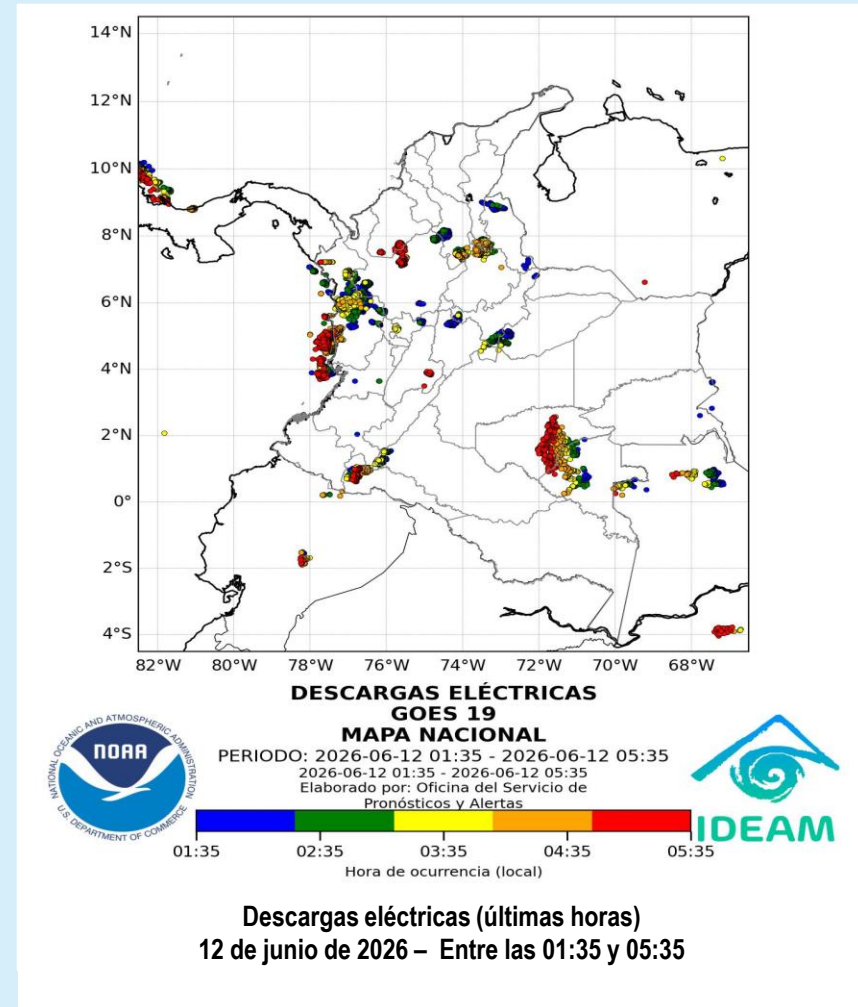 14°N
12°N
10°N
8°N
6°N
4°N
2°N
0°
2°S
4°S
82°W 80°W 78°W 76°W 74°W 72°W 70°W 68°W
DESCARGAS ELÉCTRICAS
GOES 19
MAPA NACIONAL
PERIODO: 2026-06-12 01:35 - 2026-06-12 05:35
2026-06-12 01:35 - 2026-06-12 05:35
Elaborado por: Oficina del Servicio de
Pronósticos y Alertas
NATIONAL OCEANIC AND ATMOSPHERIC ADMINISTRATION
NOAA
U.S. DEPARTMENT OF COMMERCE
IDEAM
01:35 02:35 03:35 04:35 05:35
Hora de ocurrencia (local)
Descargas eléctricas (últimas horas)
12 de junio de 2026 – Entre las 01:35 y 05:35